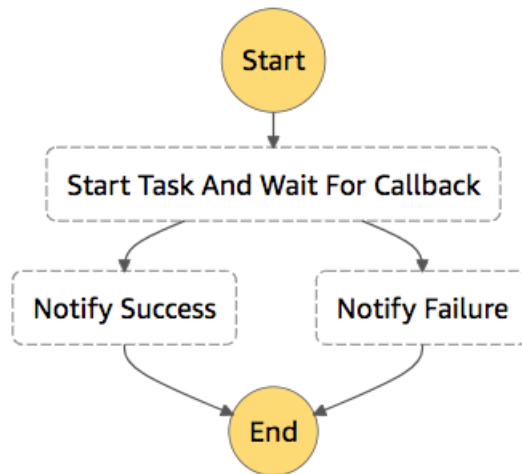 Start
Start Task And Wait For Callback
Notify Success
Notify Failure
End